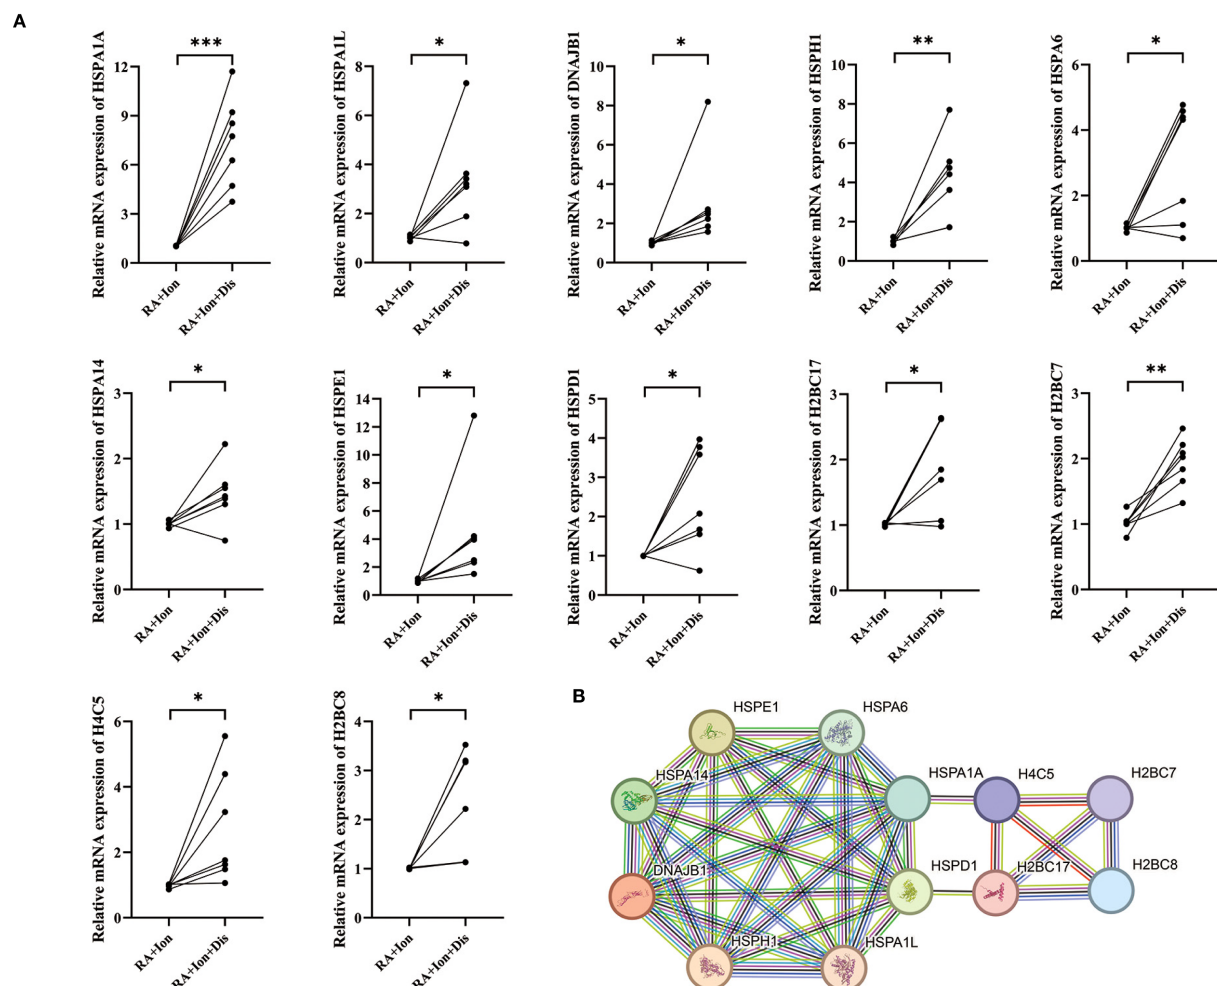 A
Relative mRNA expression of HSPA1A
***
12
9
6
3
0
RA+Ion
RA+Ion+Dis
Relative mRNA expression of HSPA1L
*
8
6
4
2
0
RA+Ion
RA+Ion+Dis
Relative mRNA expression of DNAJB1
*
10
8
6
4
2
0
RA+Ion
RA+Ion+Dis
Relative mRNA expression of HSPH1
**
10
8
6
4
2
0
RA+Ion
RA+Ion+Dis
Relative mRNA expression of HSPA6
*
6
4
2
0
RA+Ion
RA+Ion+Dis
Relative mRNA expression of HSPA14
*
3
2
1
0
RA+Ion
RA+Ion+Dis
Relative mRNA expression of HSPE1
*
14
12
10
8
6
4
2
0
RA+Ion
RA+Ion+Dis
Relative mRNA expression of HSPD1
*
5
4
3
2
1
0
RA+Ion
RA+Ion+Dis
Relative mRNA expression of H2BC17
*
3
2
1
0
RA+Ion
RA+Ion+Dis
Relative mRNA expression of H2BC7
**
3
2
1
0
RA+Ion
RA+Ion+Dis
Relative mRNA expression of H4C5
*
6
4
2
0
RA+Ion
RA+Ion+Dis
Relative mRNA expression of H2BC8
*
4
3
2
1
0
RA+Ion
RA+Ion+Dis
B
HSPE1
HSPA6
HSPA14
HSPA1A
H4C5
H2BC7
DNAJB1
HSPD1
H2BC17
H2BC8
HSPH1
HSPA1L